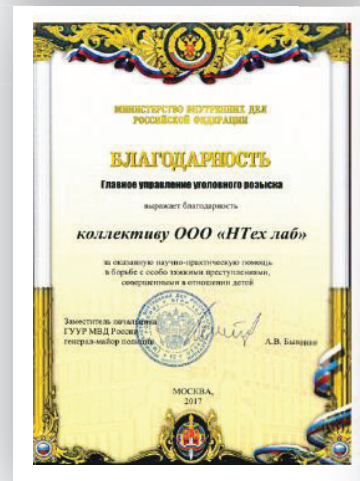 МИНИСТЕРСТВО ВНУТРЕННИХ ДЕЛ
РОССИЙСКОЙ ФЕДЕРАЦИИ
БЛАГОДАРНОСТЬ
Главное управление уголовного розыска
выражает благодарность
коллективу ООО «НТех лаб»
за оказанную научно-практическую помощь
в борьбе с особо тяжкими преступлениями,
совершенными в отношении детей
Заместитель начальника
ГУУР МВД России
генерал-майор полиции
А.В.
МОСКВА,
2017